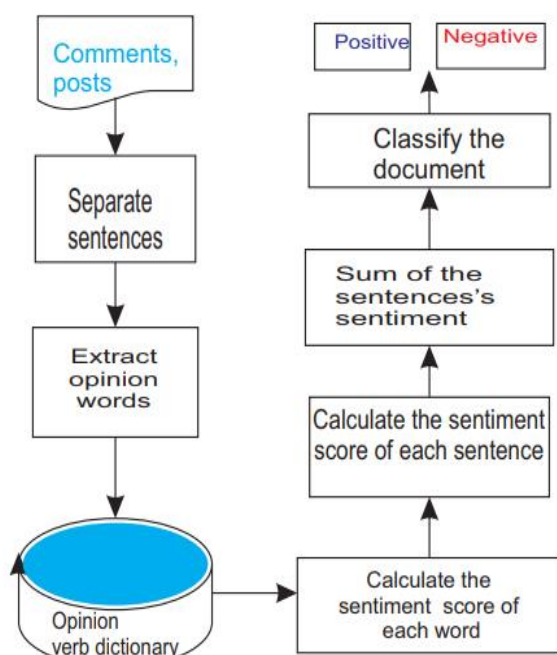 Comments,
posts
Separate
sentences
Extract
opinion
words
Opinion
verb dictionary
Calculate the
sentiment score of
each word
Calculate the sentiment
score of each sentence
Sum of the
sentences's
sentiment
Classify the
document
Positive
Negative